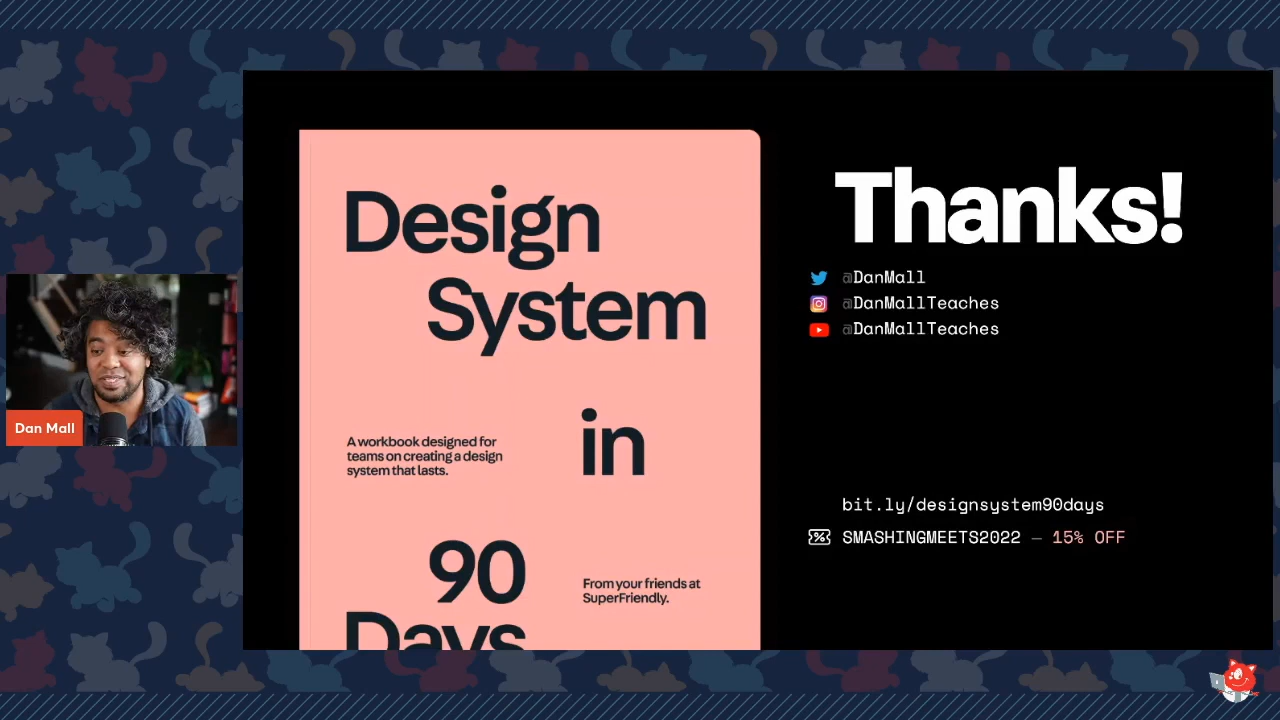 Design
System
in
A workbook designed for
teams on creating a design
system that lasts.
90
From your friends at
SuperFriendly.
Days
Thanks!
@DanMall
@DanMallTeaches
@DanMallTeaches
bit.ly/designsystem90days
SMASHINGMEETS2022 — 15% OFF
Dan Mall